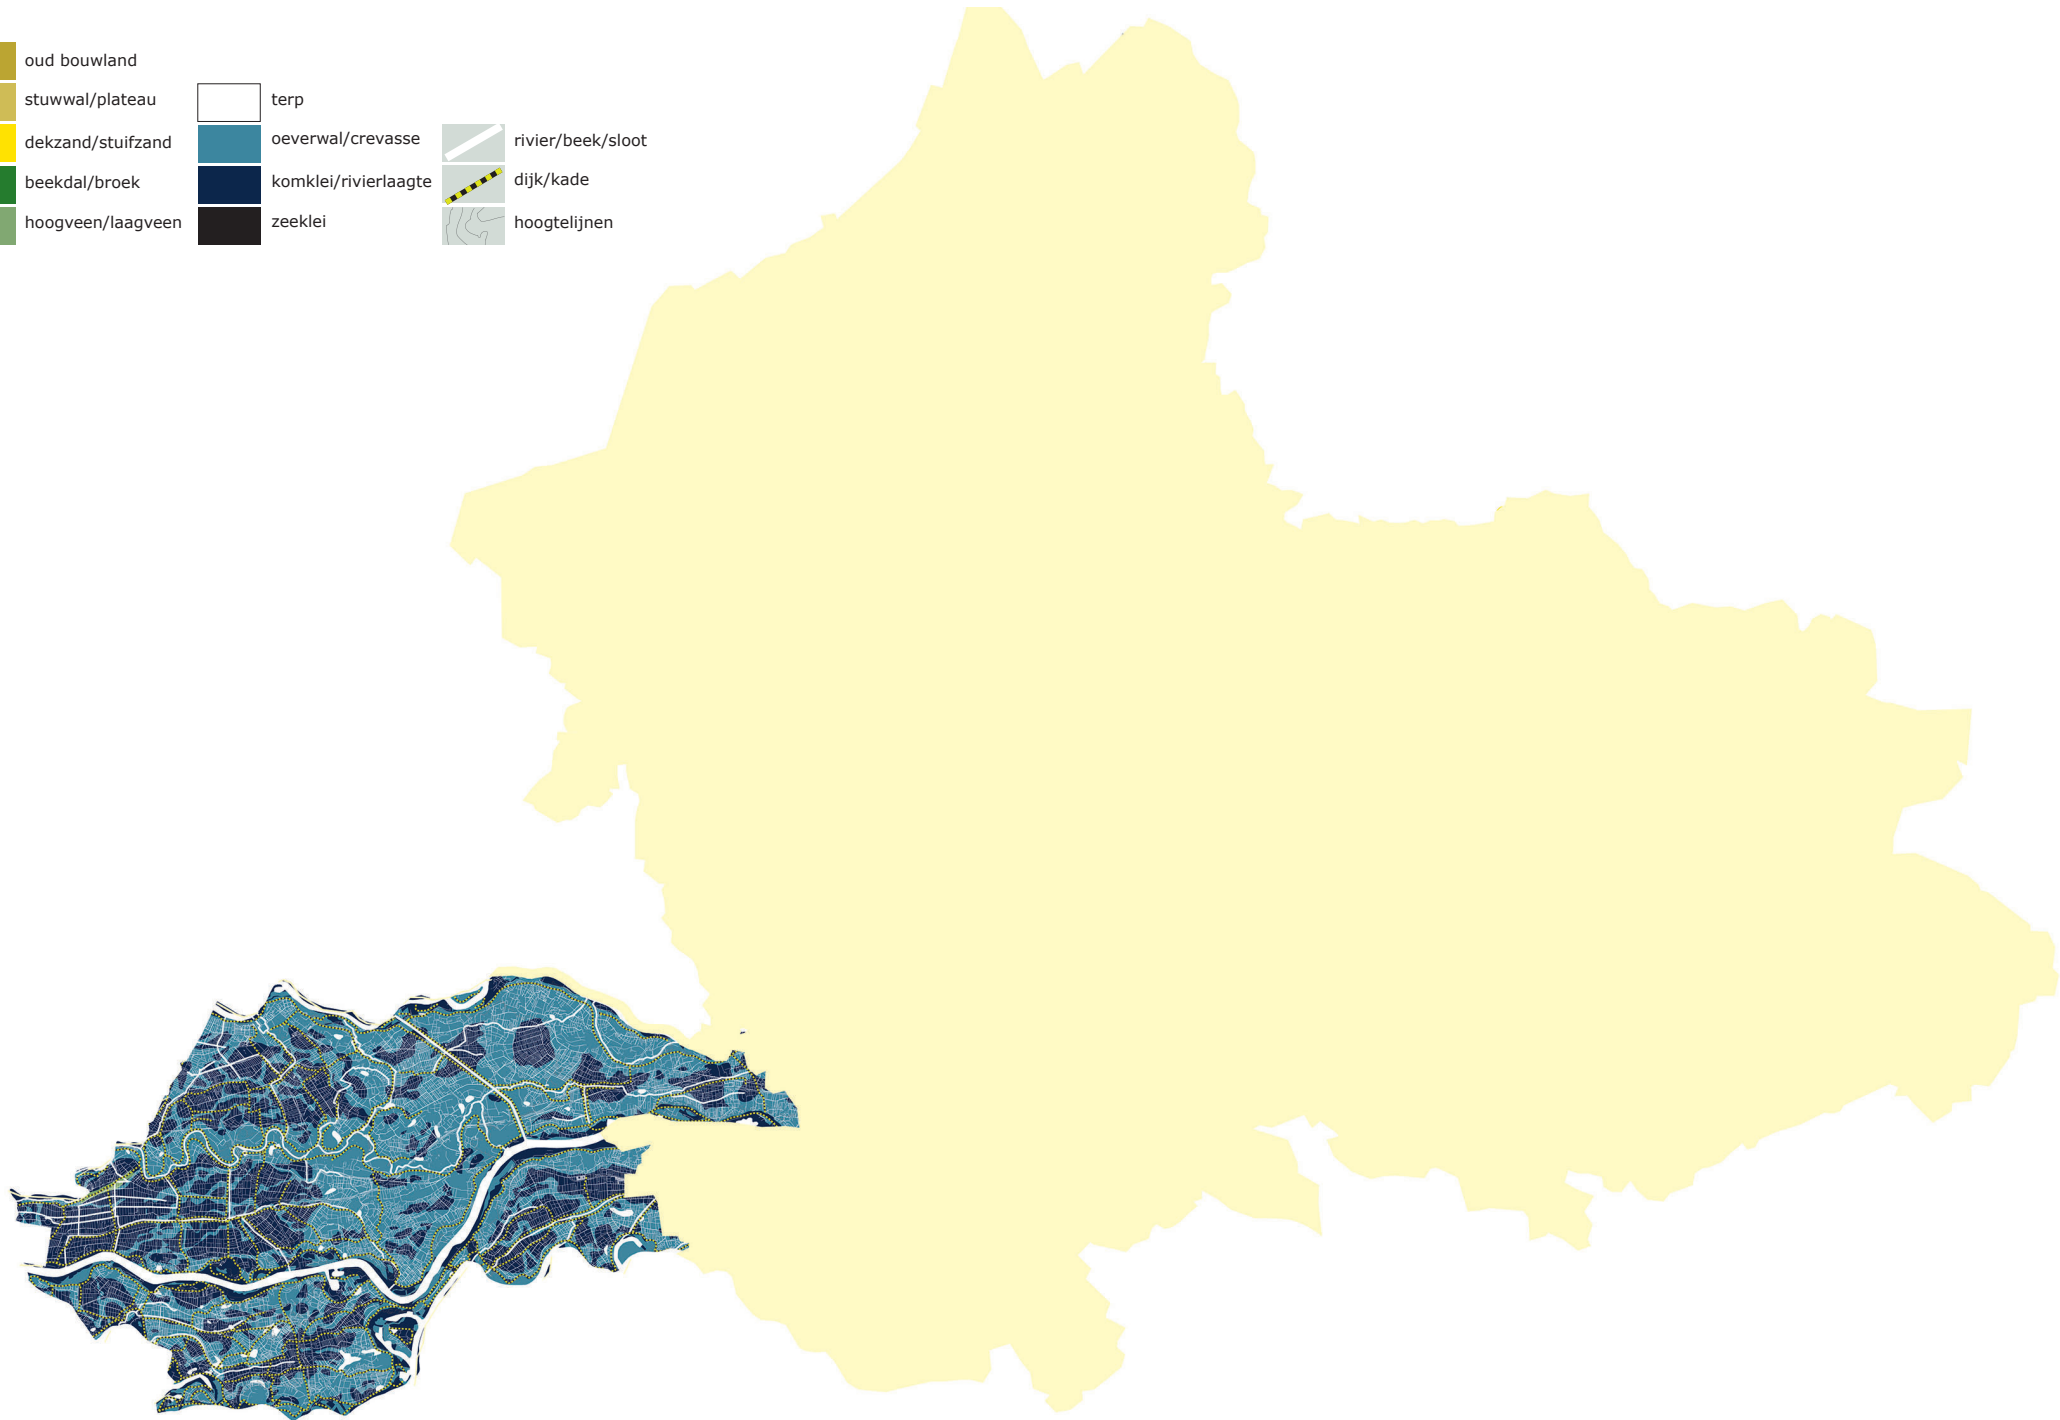 oud bouwland
stuwwal/plateau
dekzand/stuifzand
beekdal/broek
hoogveen/laagveen
terp
oeverwal/crevasse
komklei/rivierlaagte
zeeklei
rivier/beek/sloot
dijk/kade
hoogtelijnen